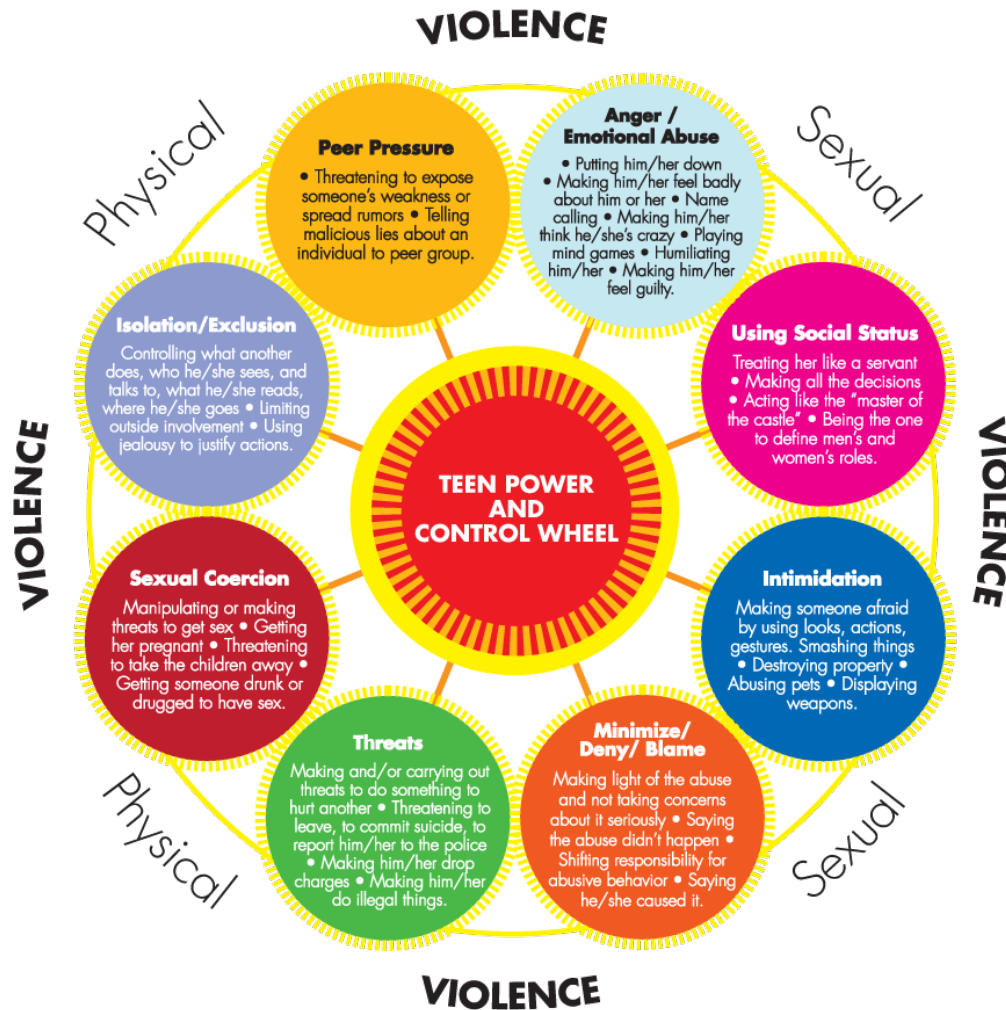 VIOLENCE
Physical
Sexual
Peer Pressure
• Threatening to expose
someone's weakness or
spread rumors • Telling
malicious lies about an
individual to peer group.
Anger /
Emotional Abuse
• Putting him/her down
• Making him/her feel badly
about him or her • Name
calling • Making him/her
think he/she's crazy • Playing
mind games • Humiliating
him/her • Making him/her
feel guilty.
Isolation/Exclusion
Controlling what another
does, who he/she sees, and
talks to, what he/she reads,
where he/she goes • Limiting
outside involvement • Using
jealousy to justify actions.
Using Social Status
Treating her like a servant
• Making all the decisions
• Acting like the “master of
the castle” • Being the one
to define men's and
women's roles.
VIOLENCE
TEEN POWER
AND
CONTROL WHEEL
VIOLENCE
Sexual Coercion
Manipulating or making
threats to get sex • Getting
her pregnant • Threatening
to take the children away •
Getting someone drunk or
drugged to have sex.
Intimidation
Making someone afraid
by using looks, actions,
gestures. Smashing things
• Destroying property •
Abusing pets • Displaying
weapons.
Threats
Making and/or carrying out
threats to do something to
hurt another • Threatening to
leave, to commit suicide, to
report him/her to the police
• Making him/her drop
charges • Making him/her
do illegal things.
Minimize/
Deny/ Blame
Making light of the abuse
and not taking concerns
about it seriously • Saying
the abuse didn't happen •
Shifting responsibility for
abusive behavior • Saying
he/she caused it.
Physical
Sexual
VIOLENCE